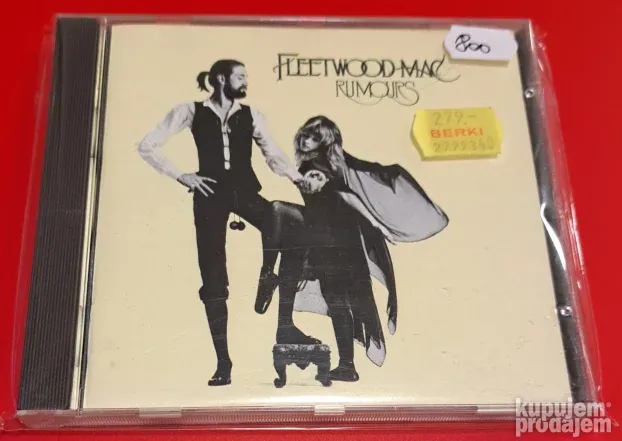 FLEETWOOD MAC
RUMOURS
800
279.-
BERKI
kupujem
prodajem